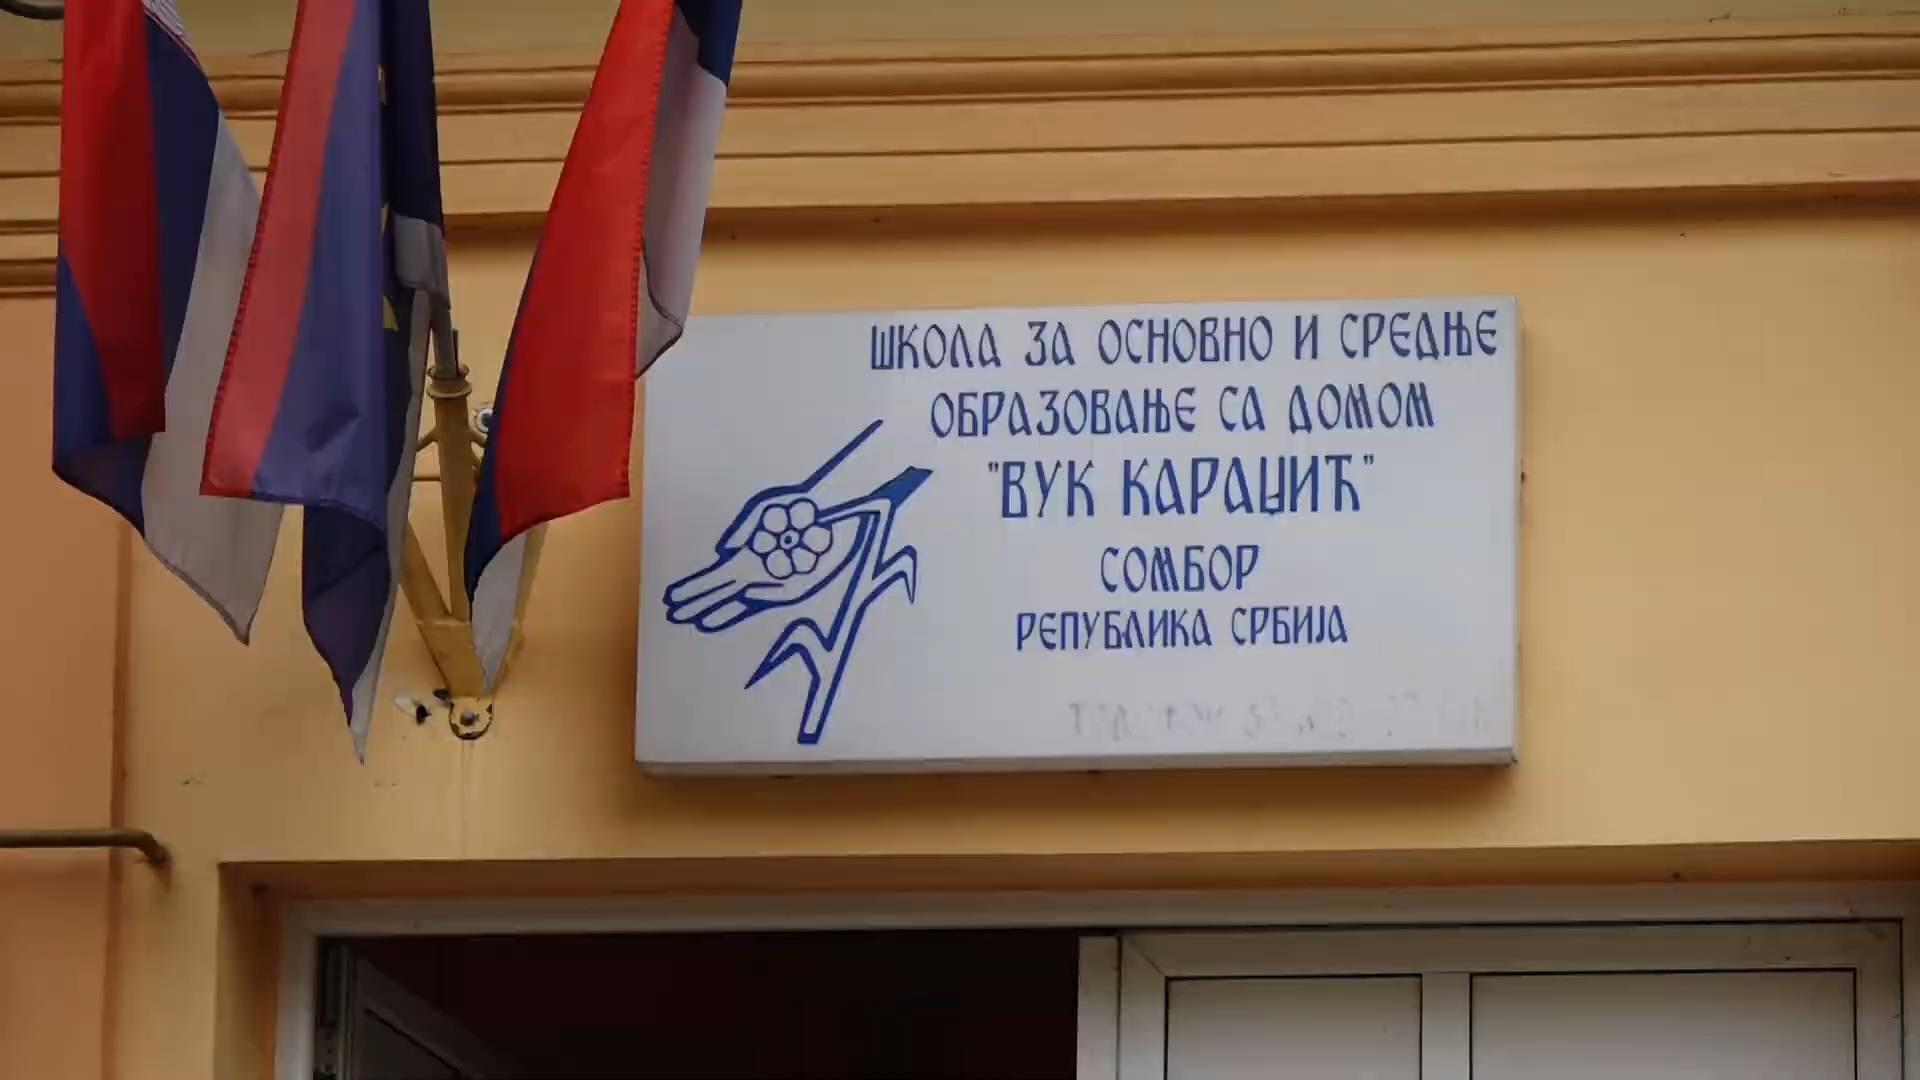 ШКОЛА ЗА ОСНОВНО И СРЕДЊЕ
ОБРАЗОВАЊЕ СА ДОМОМ
"ВУК КАРАЏИЋ"
СОМБОР
РЕПУБЛИКА СРБИЈА